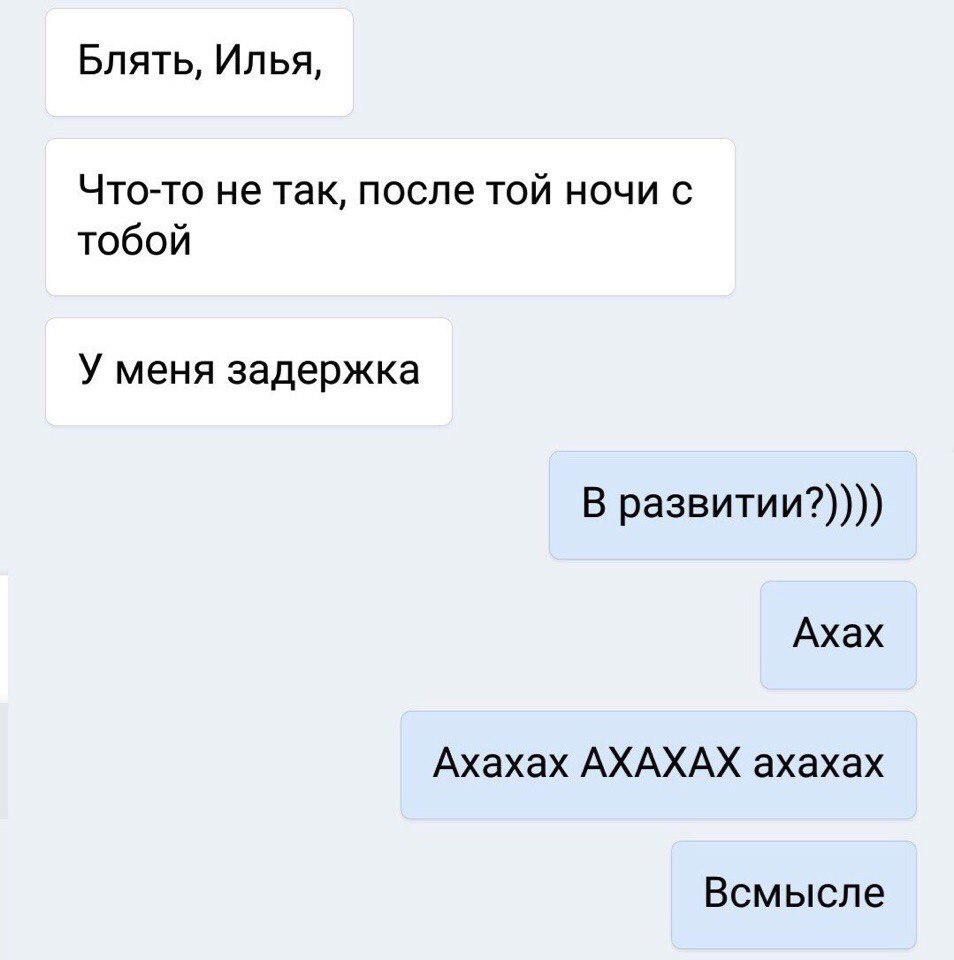 Блять, Илья,
Что-то не так, после той ночи с
тобой
У меня задержка
В развитии?))))
Ахах
Ахахах АХАХАХ ахахах
Всмысле